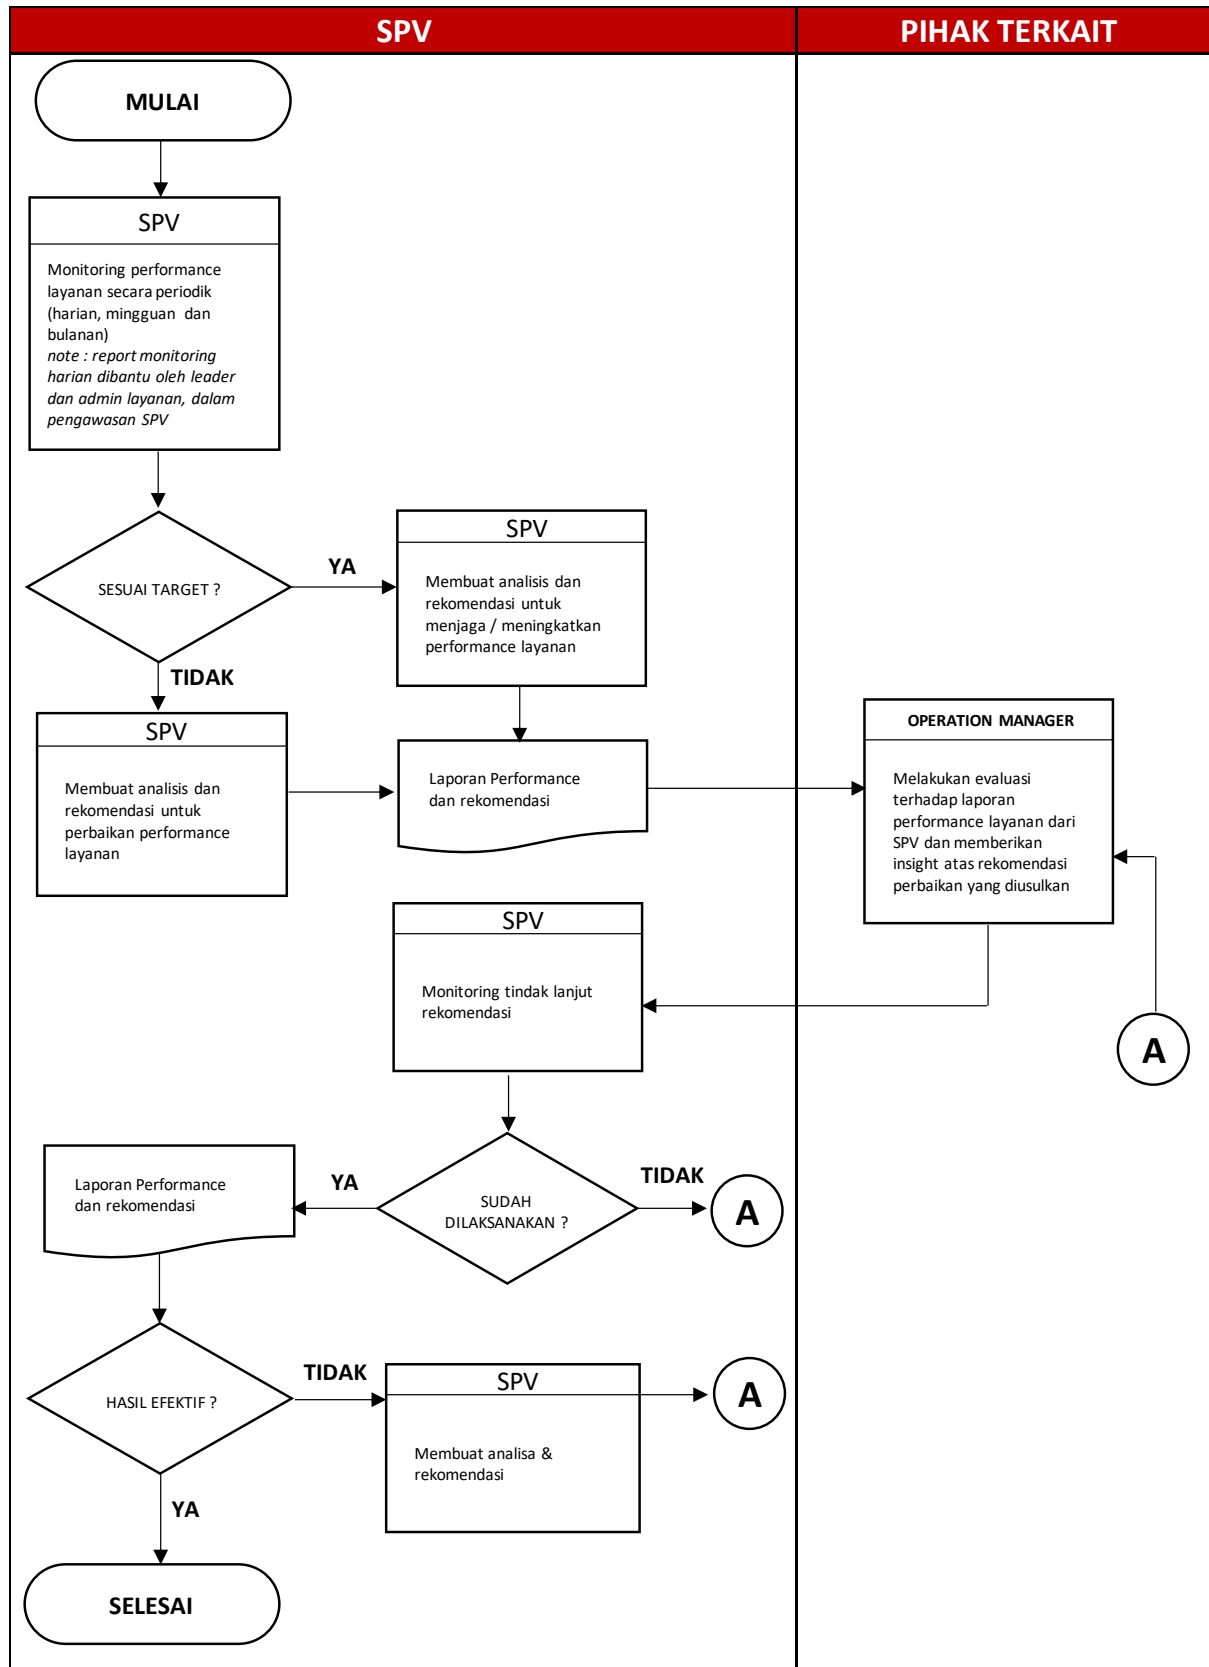 SPV
PIHAK TERKAIT
MULAI
SPV
Monitoring performance
layanan secara periodik
(harian, mingguan dan
bulanan)
note : report monitoring
harian dibantu oleh leader
dan admin layanan, dalam
pengawasan SPV
SESUAI TARGET ?
YA
SPV
Membuat analisis dan
rekomendasi untuk
menjaga / meningkatkan
performance layanan
TIDAK
SPV
Membuat analisis dan
rekomendasi untuk
perbaikan performance
layanan
Laporan Performance
dan rekomendasi
OPERATION MANAGER
Melakukan evaluasi
terhadap laporan
performance layanan dari
SPV dan memberikan
insight atas rekomendasi
perbaikan yang diusulkan
SPV
Monitoring tindak lanjut
rekomendasi
A
SUDAH
DILAKSANAKAN ?
YA
TIDAK
A
Laporan Performance
dan rekomendasi
HASIL EFEKTIF ?
TIDAK
SPV
Membuat analisa &
rekomendasi
A
YA
SELESAI